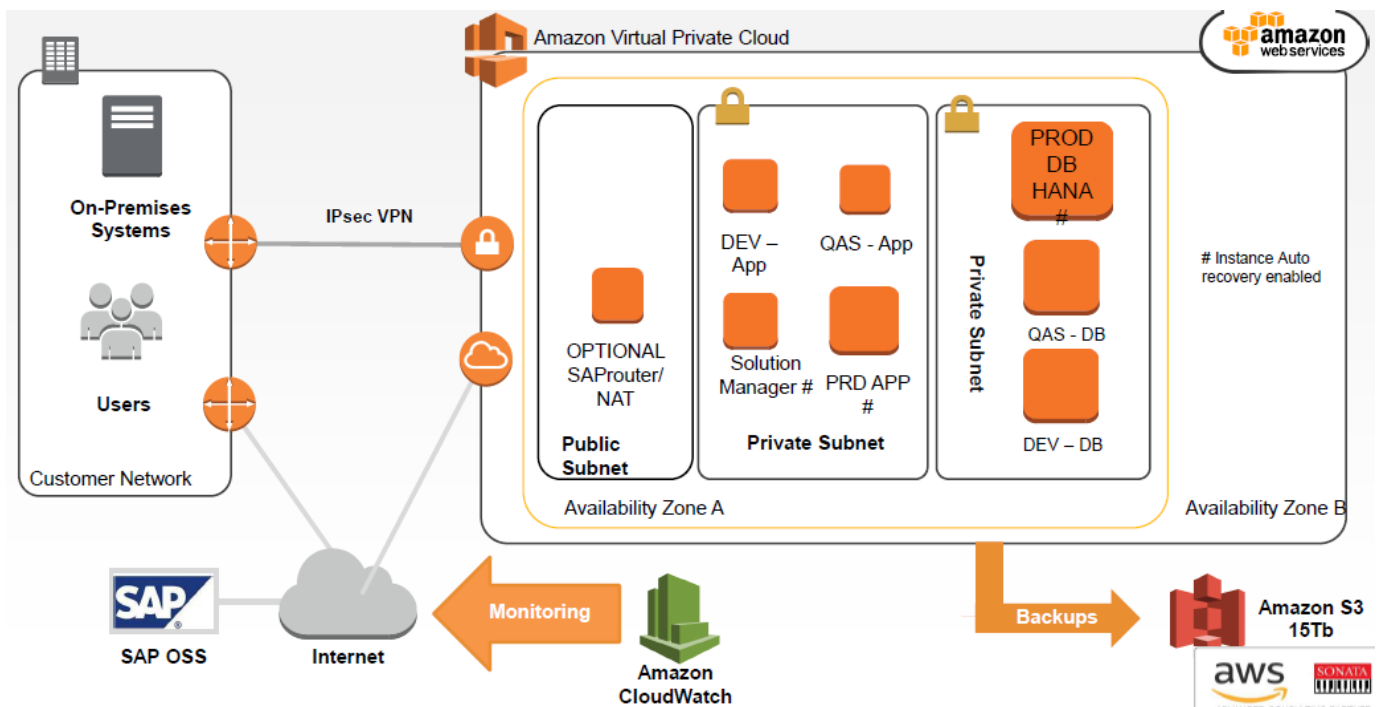 Amazon Virtual Private Cloud
amazon
webservices
On-Premises
Systems
Users
Customer Network
IPsec VPN
OPTIONAL
SAProuter/
NAT
Public
Subnet
DEV –
App
QAS - App
Solution
Manager #
PRD APP
#
Private Subnet
Private Subnet
PROD
DB
HANA
#
QAS - DB
DEV – DB
# Instance Auto
recovery enabled
Availability Zone A
Availability Zone B
SAP
®
SAP OSS
Internet
Monitoring
Amazon
CloudWatch
Backups
Amazon S3
15Tb
aws
SONATA